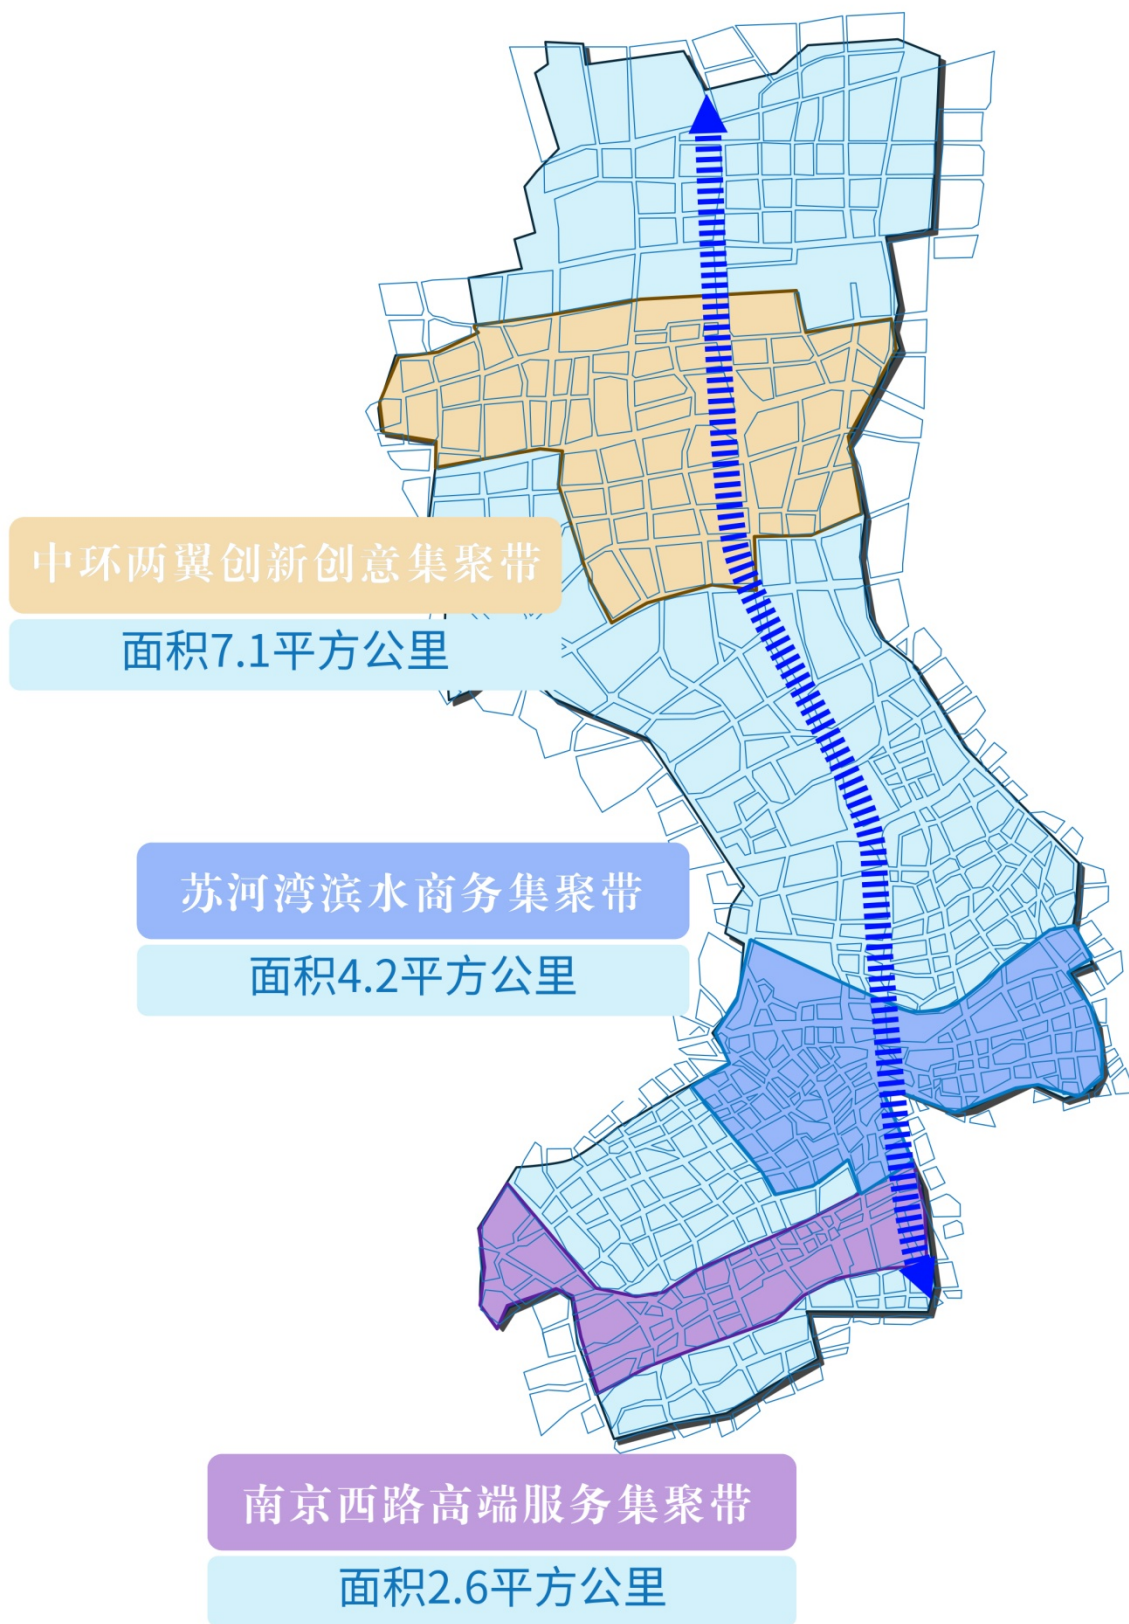 中环两翼创新创意集聚带
面积7.1平方公里
苏河湾滨水商务集聚带
面积4.2平方公里
南京西路高端服务集聚带
面积2.6平方公里